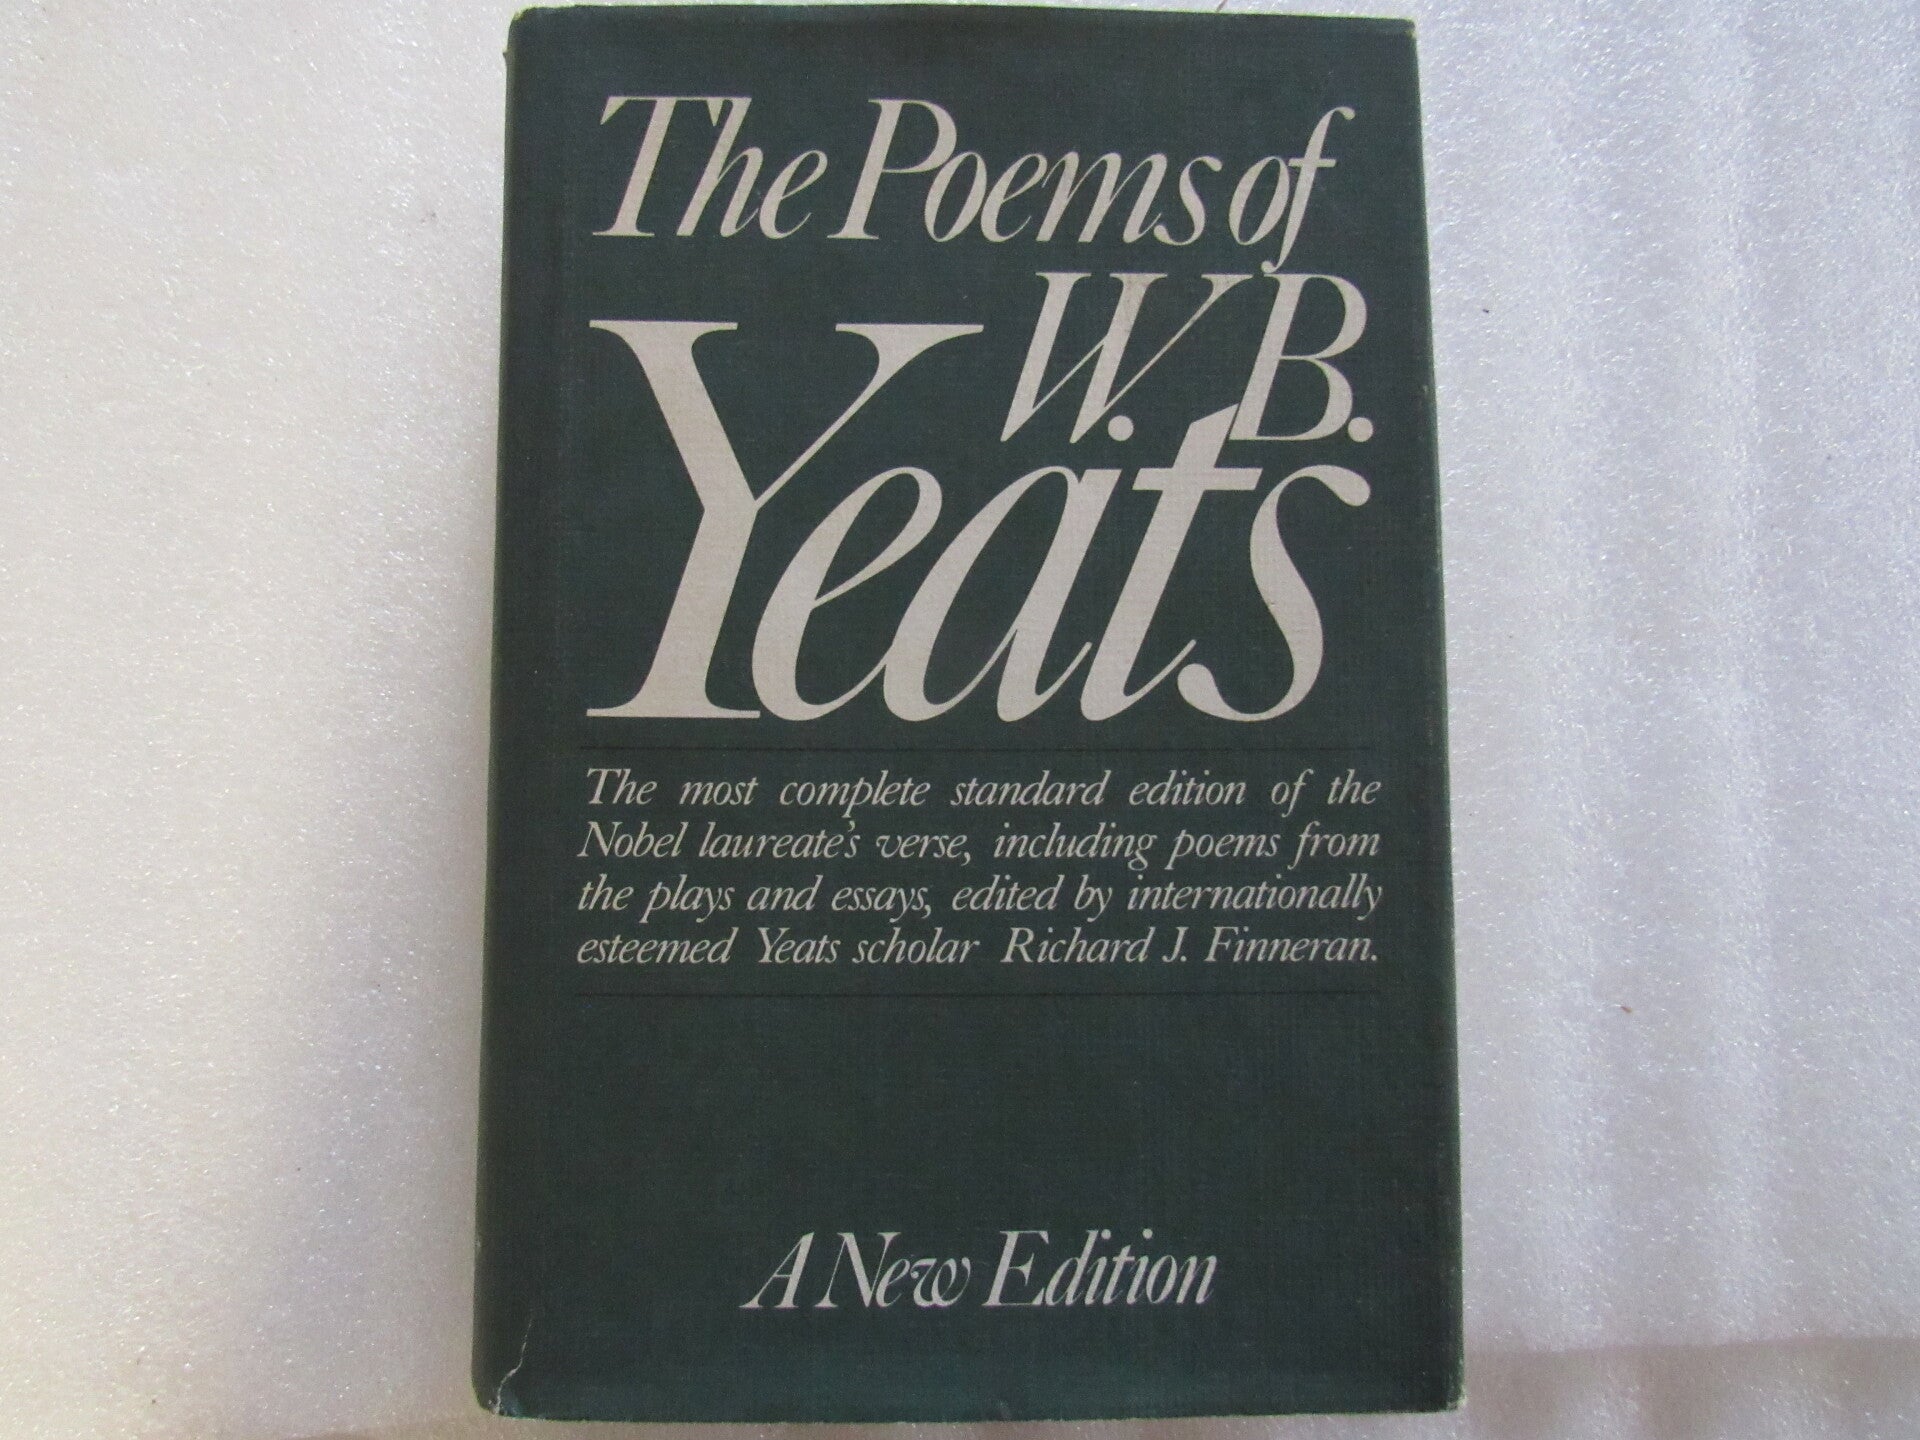 The Poems of
W. B.
Yeats
The most complete standard edition of the
Nobel laureate's verse, including poems from
the plays and essays, edited by internationally
esteemed Yeats scholar Richard J. Finneran.
A New Edition